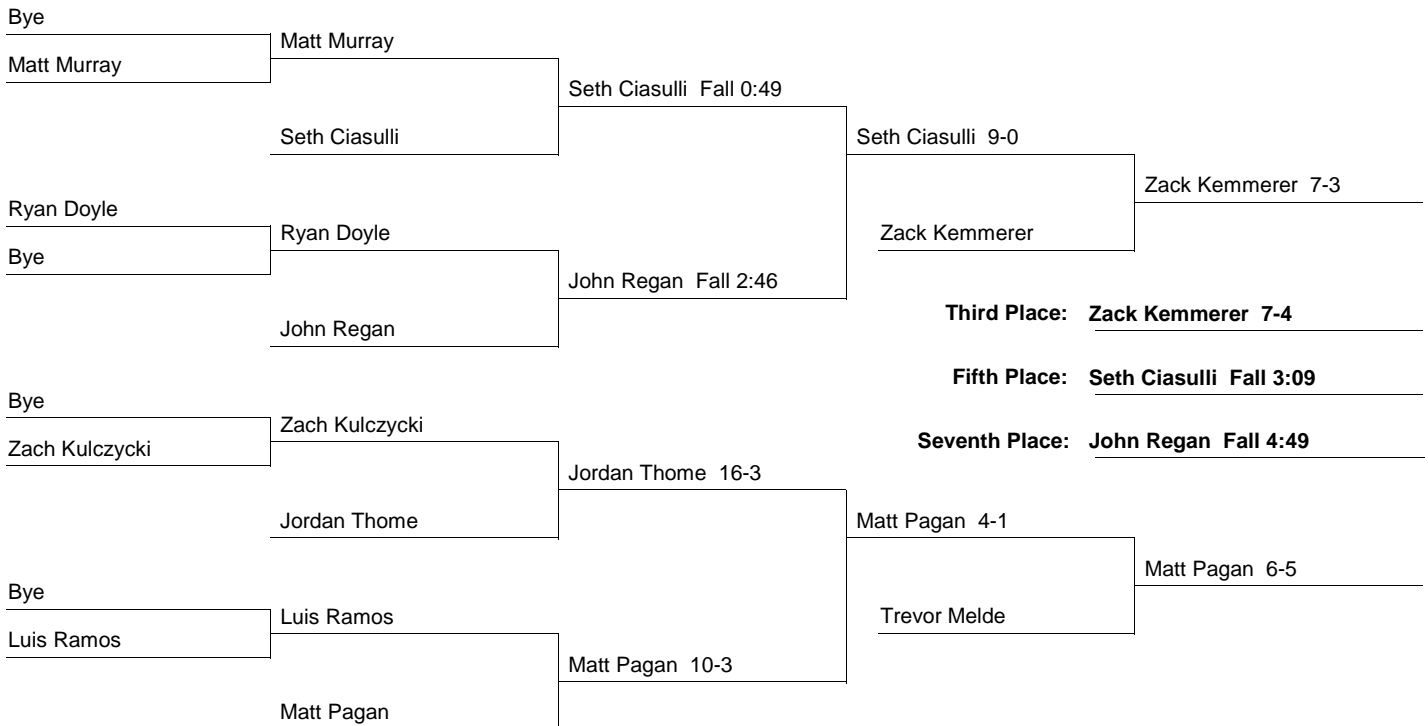 Bye
Matt Murray
Matt Murray
Seth Ciasulli  Fall 0:49
Seth Ciasulli
Seth Ciasulli  9-0
Zack Kemmerer  7-3
Ryan Doyle
Ryan Doyle
Zack Kemmerer
Bye
John Regan  Fall 2:46
Third Place: Zack Kemmerer  7-4
John Regan
Fifth Place: Seth Ciasulli  Fall 3:09
Bye
Zach Kulczycki
Zach Kulczycki
Seventh Place: John Regan  Fall 4:49
Jordan Thome  16-3
Jordan Thome
Matt Pagan  4-1
Matt Pagan  6-5
Bye
Luis Ramos
Trevor Melde
Luis Ramos
Matt Pagan  10-3
Matt Pagan